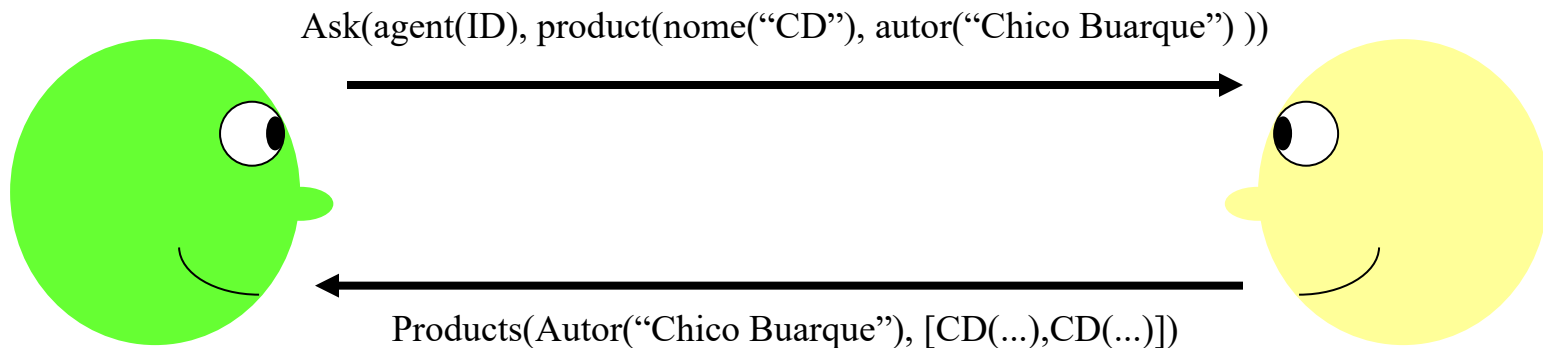 Ask(agent(ID), product(nome(“CD”), autor(“Chico Buarque”) ))
Products(Autor(“Chico Buarque”), [CD(...),CD(...)])